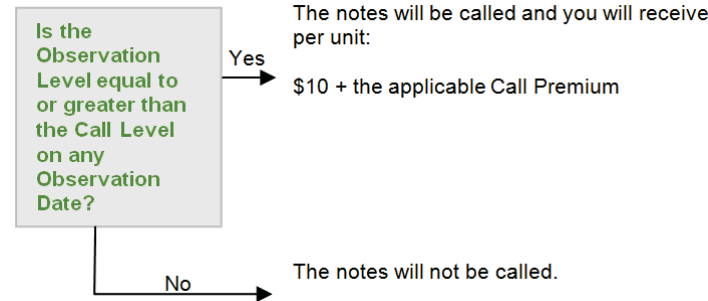 Is the
Observation
Level equal to
or greater than
the Call Level
on any
Observation
Date?
Yes
The notes will be called and you will receive
per unit:
$10 + the applicable Call Premium
No
The notes will not be called.